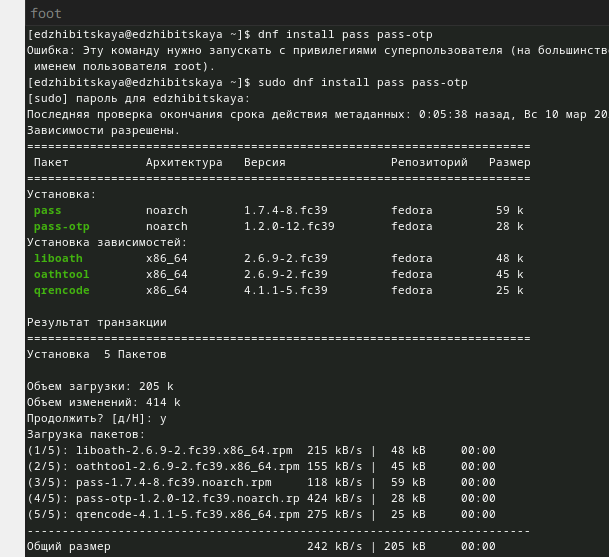 foot
[edzhibitskaya@edzhibitskaya ~]$ dnf install pass pass-otp
Ошибка: Эту команду нужно запускать с привилегиями суперпользователя (на большинств
 именем пользователя root).
[edzhibitskaya@edzhibitskaya ~]$ sudo dnf install pass pass-otp
[sudo] пароль для edzhibitskaya:
Последняя проверка окончания срока действия метаданных: 0:05:38 назад, Вс 10 мар 20
Зависимости разрешены.
========================================================================
 Пакет           Архитектура   Версия               Репозиторий   Размер
========================================================================
Установка:
 pass            noarch        1.7.4-8.fc39         fedora         59 k
 pass-otp        noarch        1.2.0-12.fc39        fedora         28 k
Установка зависимостей:
 liboath         x86_64        2.6.9-2.fc39         fedora         48 k
 oathtool        x86_64        2.6.9-2.fc39         fedora         45 k
 qrencode        x86_64        4.1.1-5.fc39         fedora         25 k
Результат транзакции
========================================================================
Установка  5 Пакетов
Объем загрузки: 205 k
Объем изменений: 414 k
Продолжить? [д/Н]: y
Загрузка пакетов:
(1/5): liboath-2.6.9-2.fc39.x86_64.rpm  215 kB/s |  48 kB     00:00
(2/5): oathtool-2.6.9-2.fc39.x86_64.rpm 155 kB/s |  45 kB     00:00
(3/5): pass-1.7.4-8.fc39.noarch.rpm     118 kB/s |  59 kB     00:00
(4/5): pass-otp-1.2.0-12.fc39.noarch.rp 424 kB/s |  28 kB     00:00
(5/5): qrencode-4.1.1-5.fc39.x86_64.rpm 275 kB/s |  25 kB     00:00
------------------------------------------------------------------------
Общий размер                            242 kB/s | 205 kB     00:00